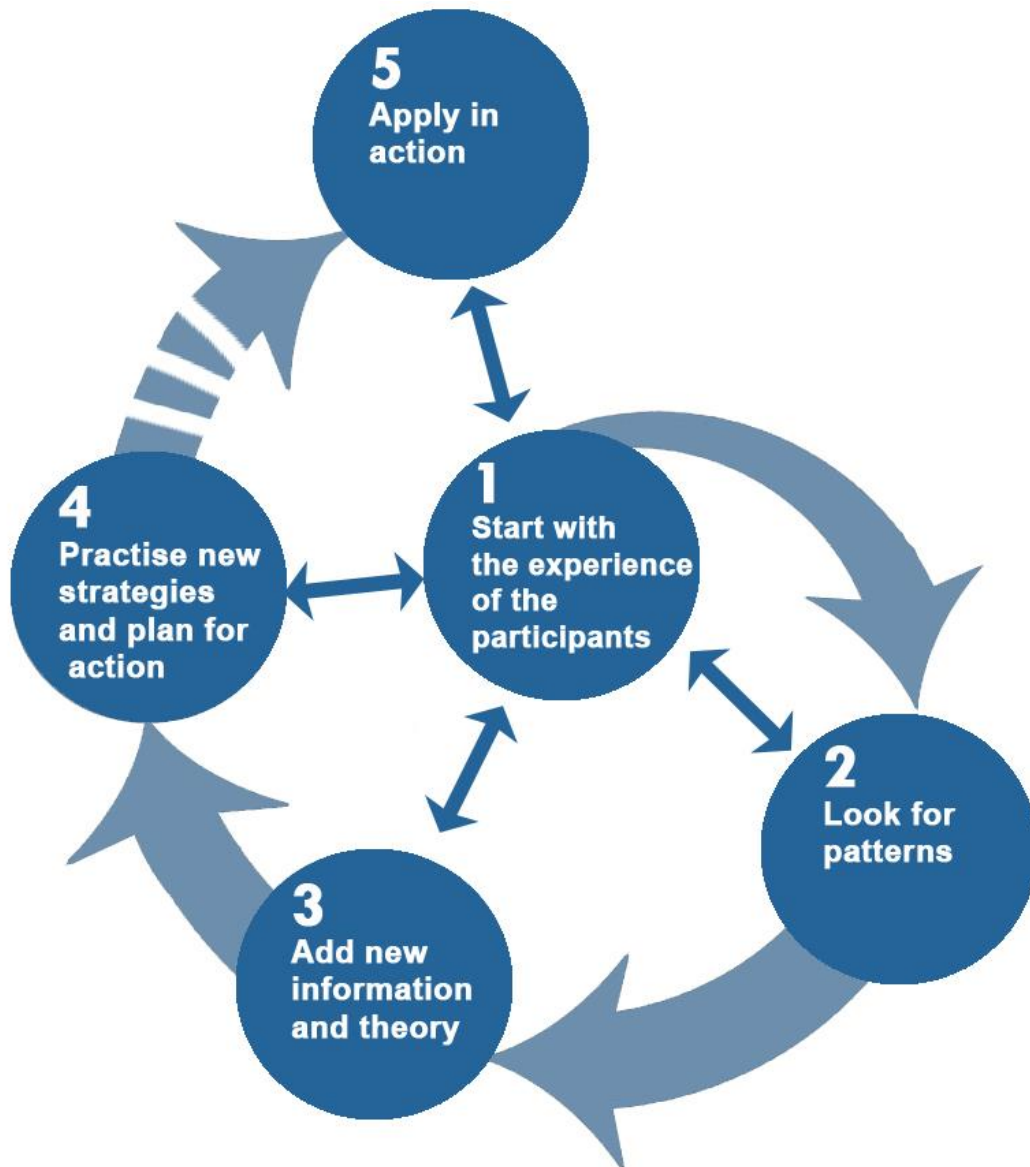 5
Apply in
action
1
Start with
the experience
of the
participants
4
Practise new
strategies
and plan for
action
2
Look for
patterns
3
Add new
information
and theory